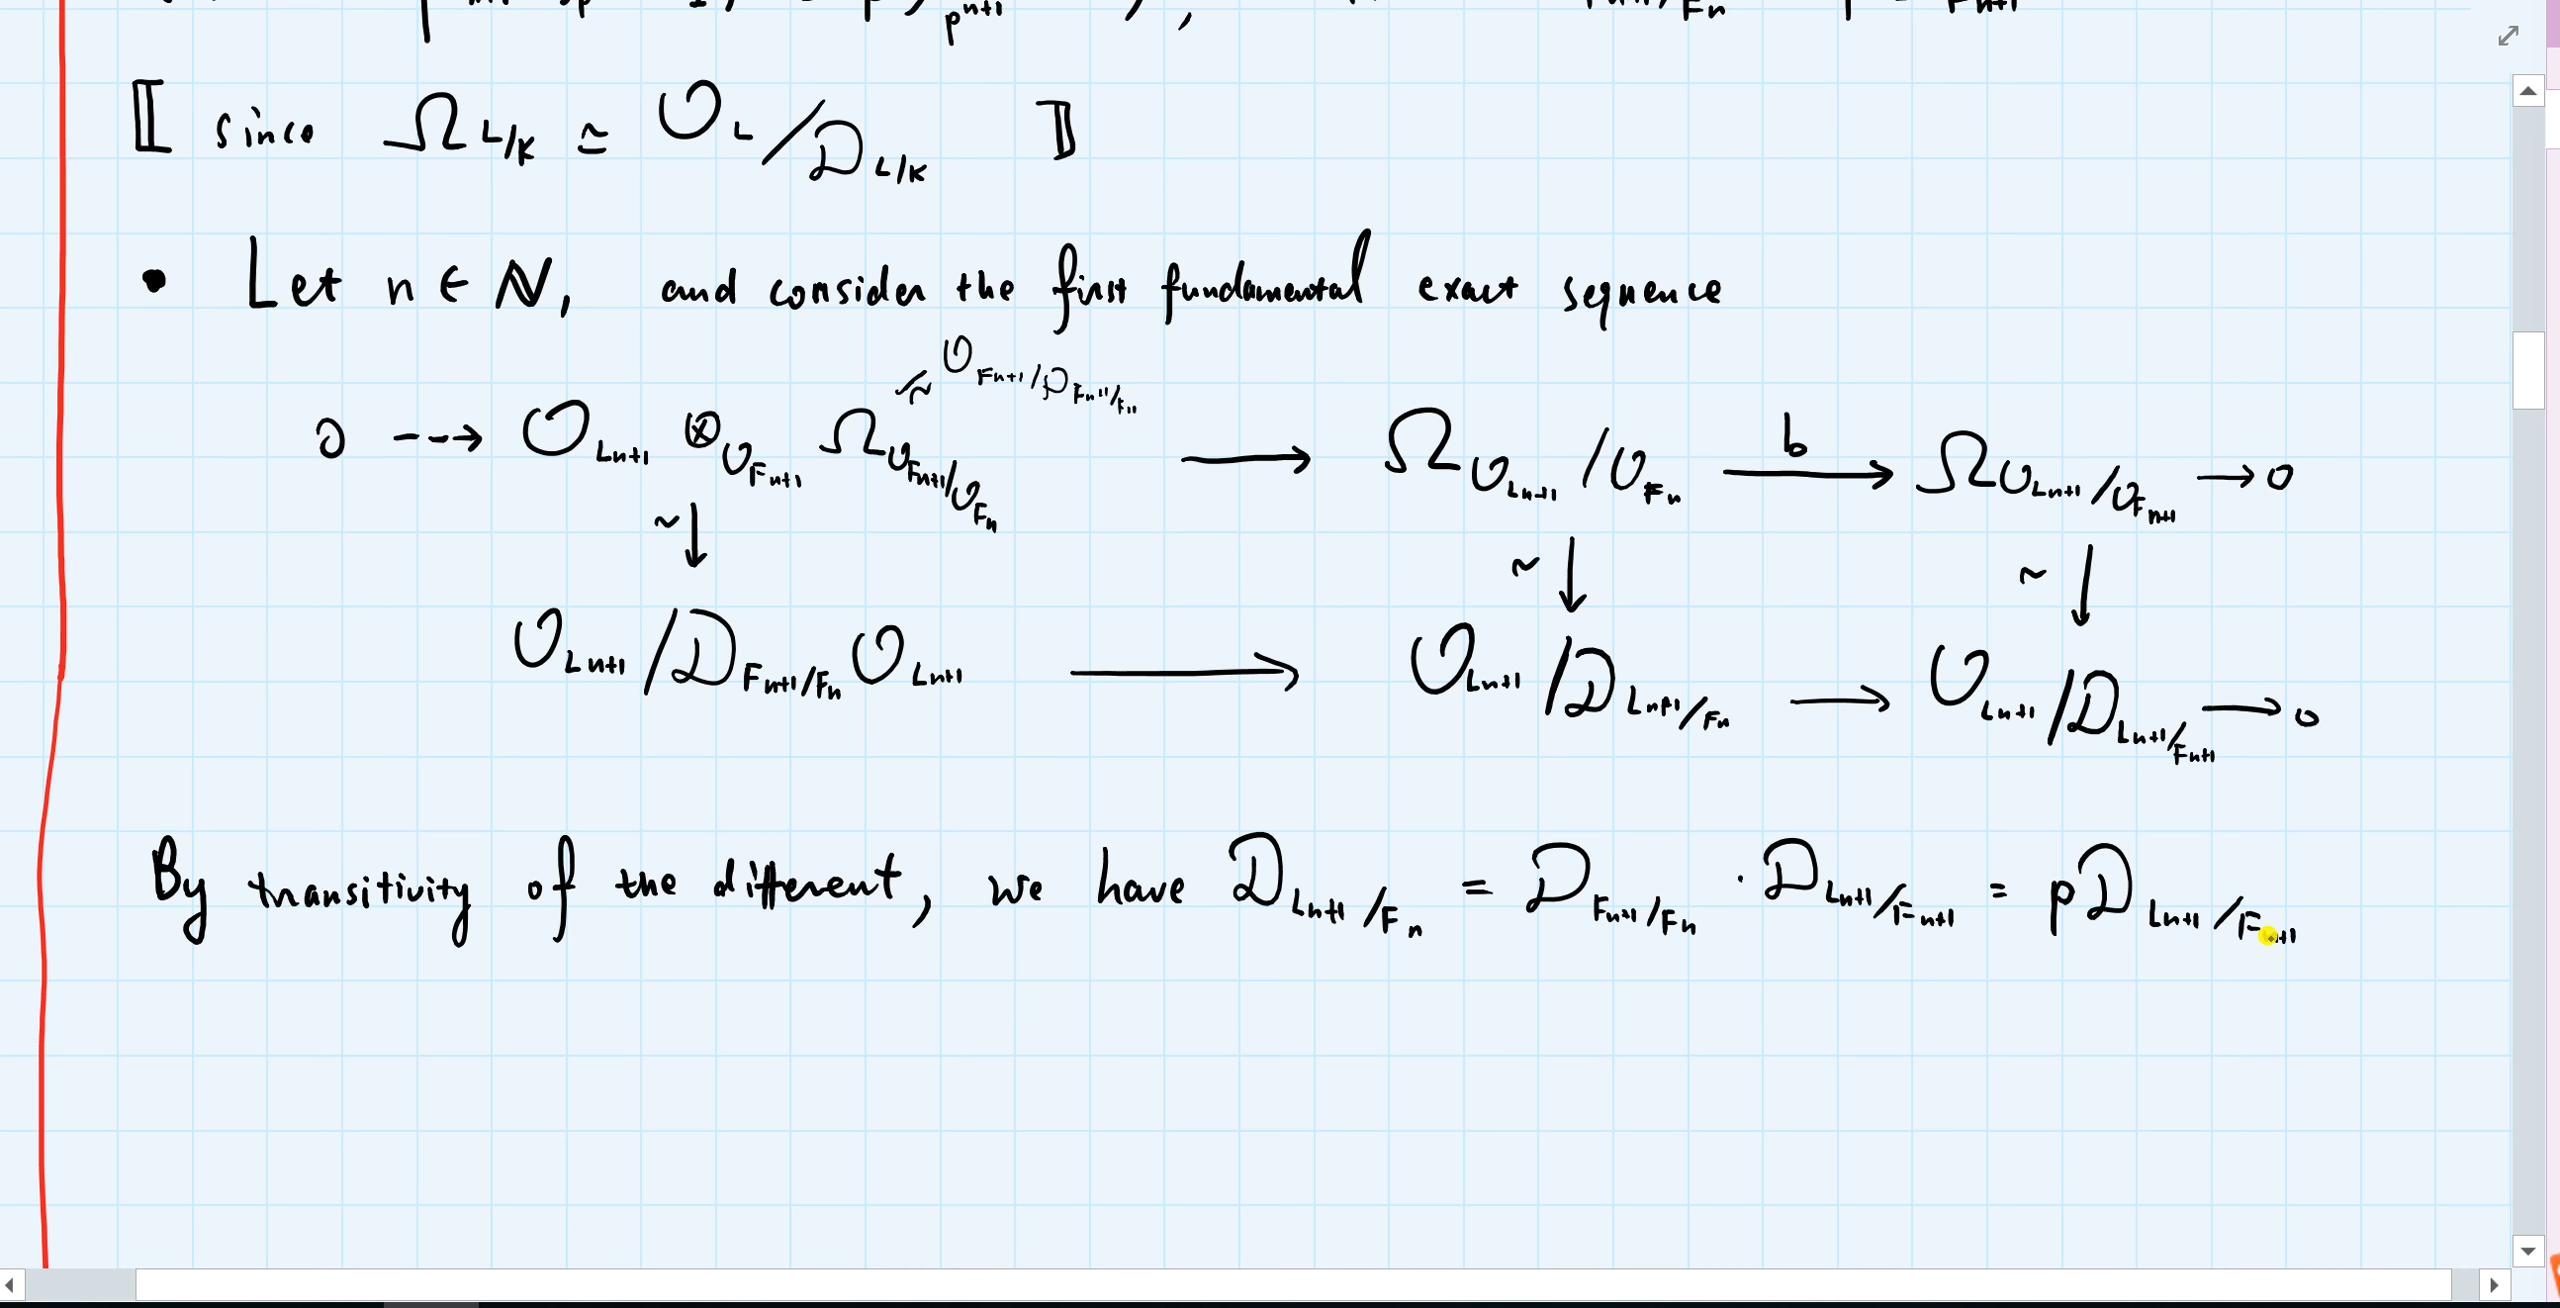 pⁿ⁺¹ ) ,
⟦ since Ω_{L/K} ≃ O_L / D_{L/K} ⟧
• Let n ∈ ℕ, and consider the first fundamental exact sequence
≃ O_{F_{n+1}} / D_{F_{n+1}/F_n}
0 ⇢ O_{L_{n+1}} ⊗_{O_{F_{n+1}}} Ω_{O_{F_{n+1}}/O_{F_n}} ⟶ Ω_{O_{L_{n+1}}/O_{F_n}} ⟶^b Ω_{O_{L_{n+1}}/O_{F_{n+1}}} → 0
~↓ ~↓ ~↓
O_{L_{n+1}} / D_{F_{n+1}/F_n} O_{L_{n+1}} ⟶ O_{L_{n+1}} / D_{L_{n+1}/F_n} ⟶ O_{L_{n+1}} / D_{L_{n+1}/F_{n+1}} ⟶ 0
By transitivity of the different, we have D_{L_{n+1}/F_n} = D_{F_{n+1}/F_n} · D_{L_{n+1}/F_{n+1}} = p D_{L_{n+1}/F_{n+1}}